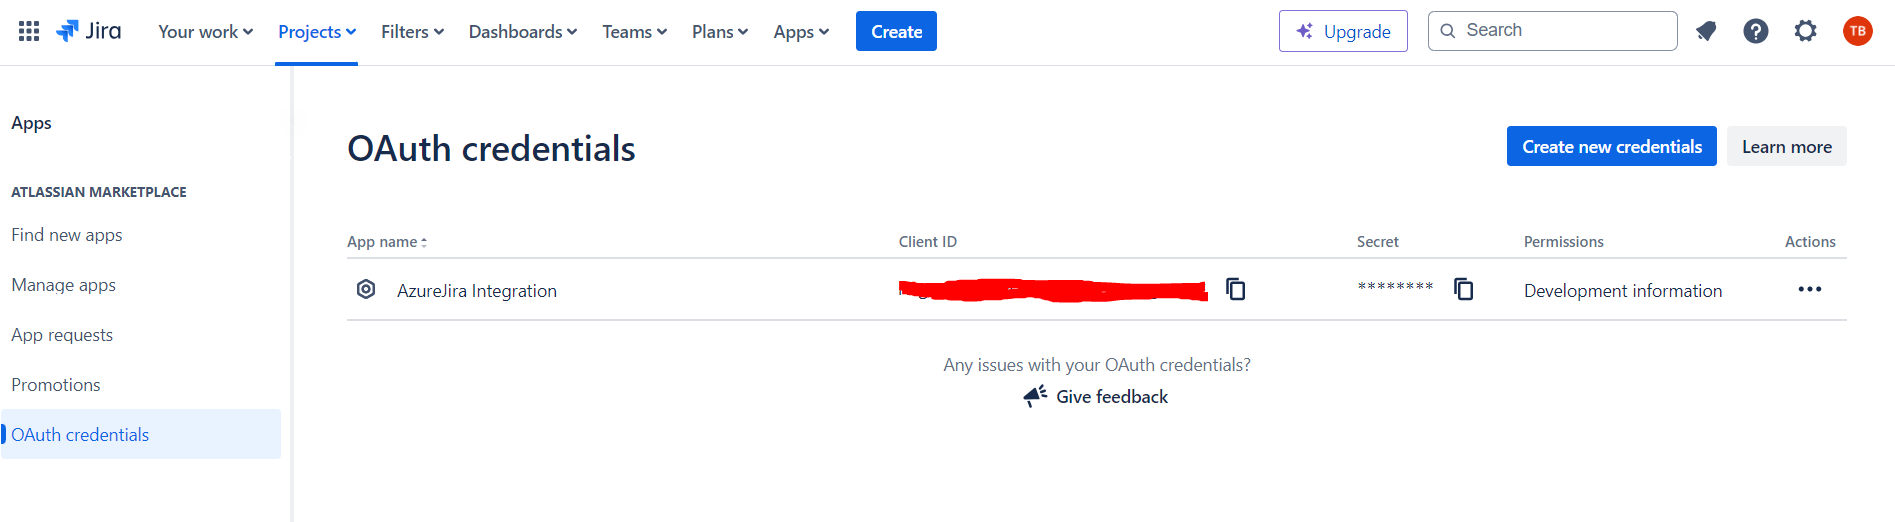 Jira Your work Projects Filters Dashboards Teams Plans Apps Create Upgrade Search TB
Apps
OAuth credentials
Create new credentials Learn more
ATLASSIAN MARKETPLACE
Find new apps
Manage apps
App requests
Promotions
OAuth credentials
App name Client ID Secret Permissions Actions
AzureJira Integration ******** Development information
Any issues with your OAuth credentials?
Give feedback